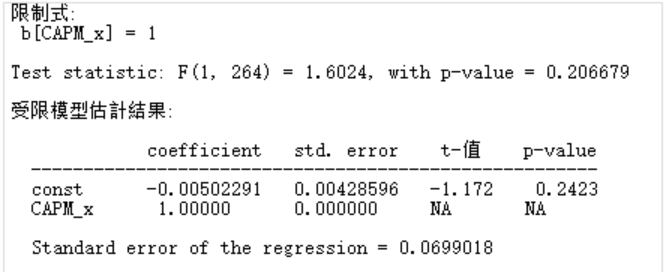 限制式:
b[CAPM_x] = 1
Test statistic: F(1, 264) = 1.6024, with p-value = 0.206679
受限模型估計結果:
coefficient std. error t-值 p-value
-------------------------------------------------------
const -0.00502291 0.00428596 -1.172 0.2423
CAPM_x 1.00000 0.000000 NA NA
Standard error of the regression = 0.0699018